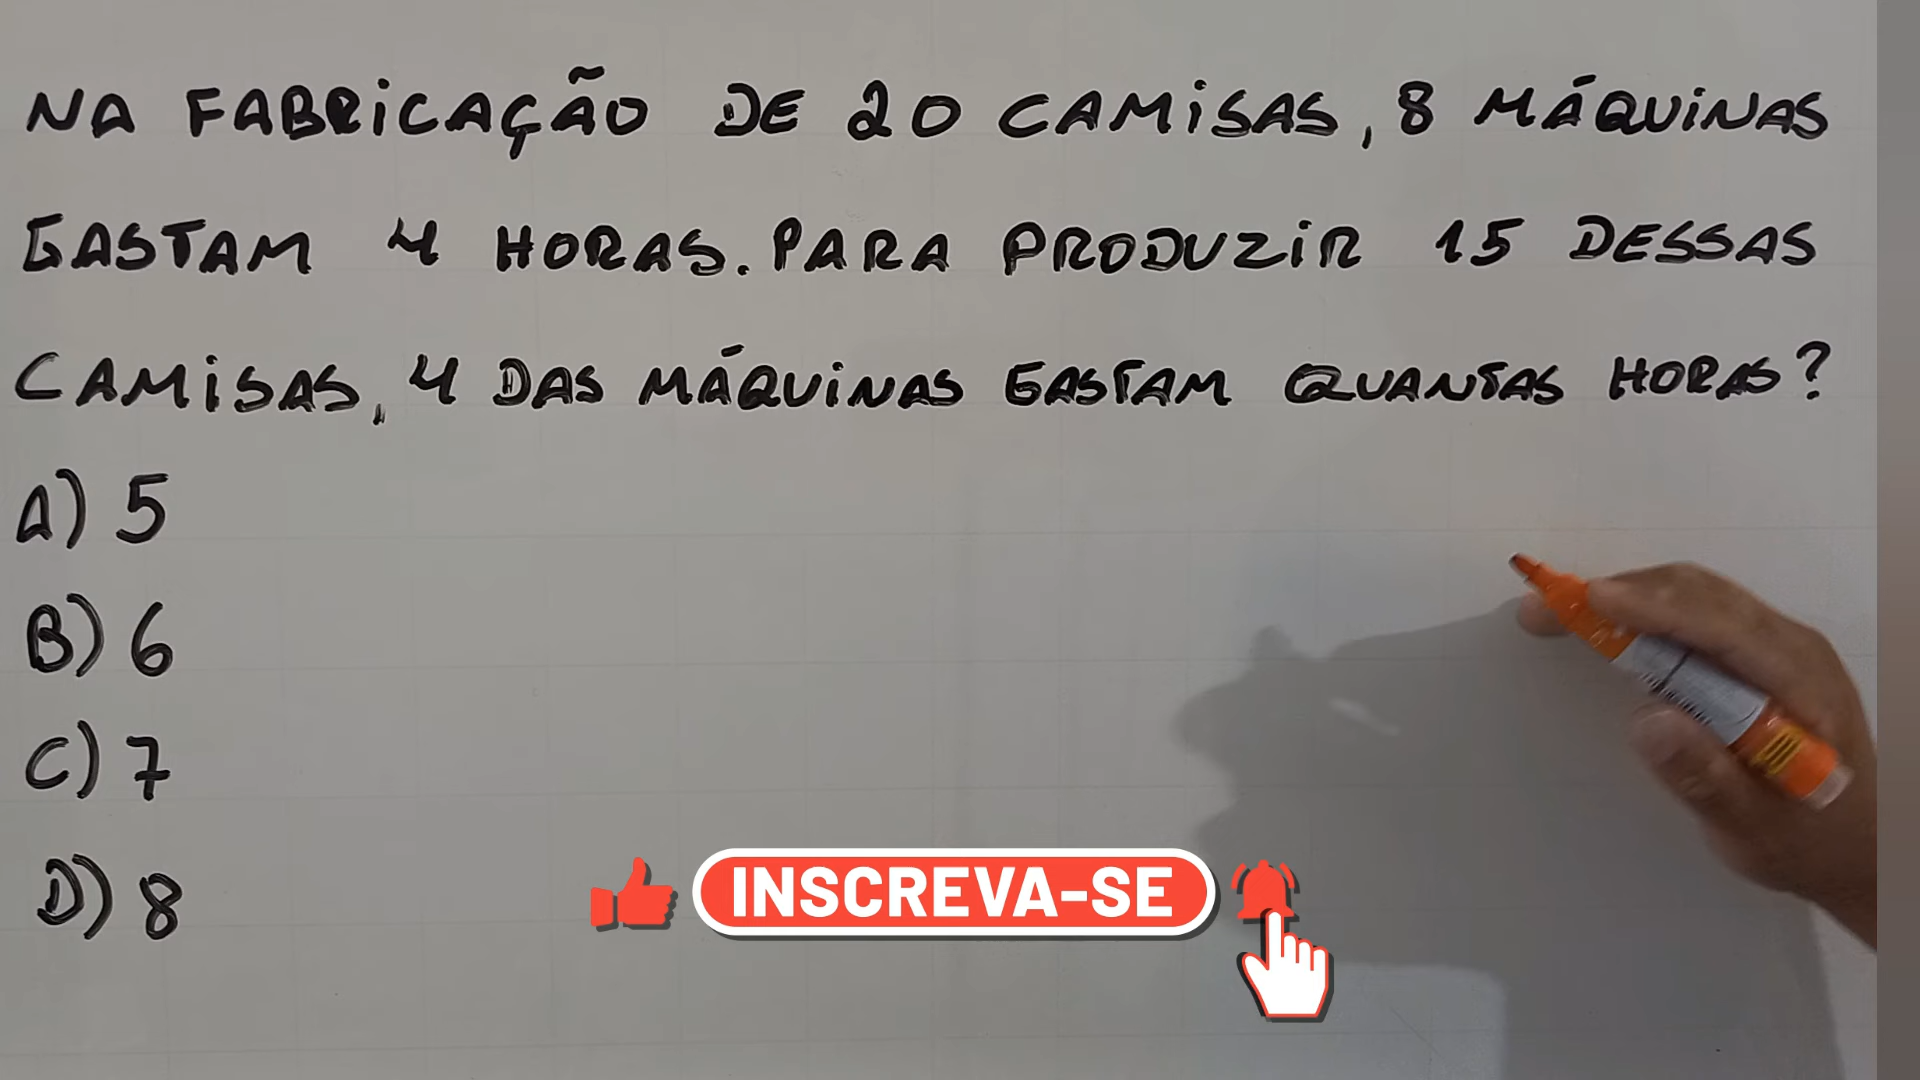 NA FABRICAÇÃO DE 20 CAMISAS, 8 MÁQUINAS
GASTAM 4 HORAS. PARA PRODUZIR 15 DESSAS
CAMISAS, 4 DAS MÁQUINAS GASTAM QUANTAS HORAS?
A) 5
B) 6
C) 7
D) 8
INSCREVA-SE